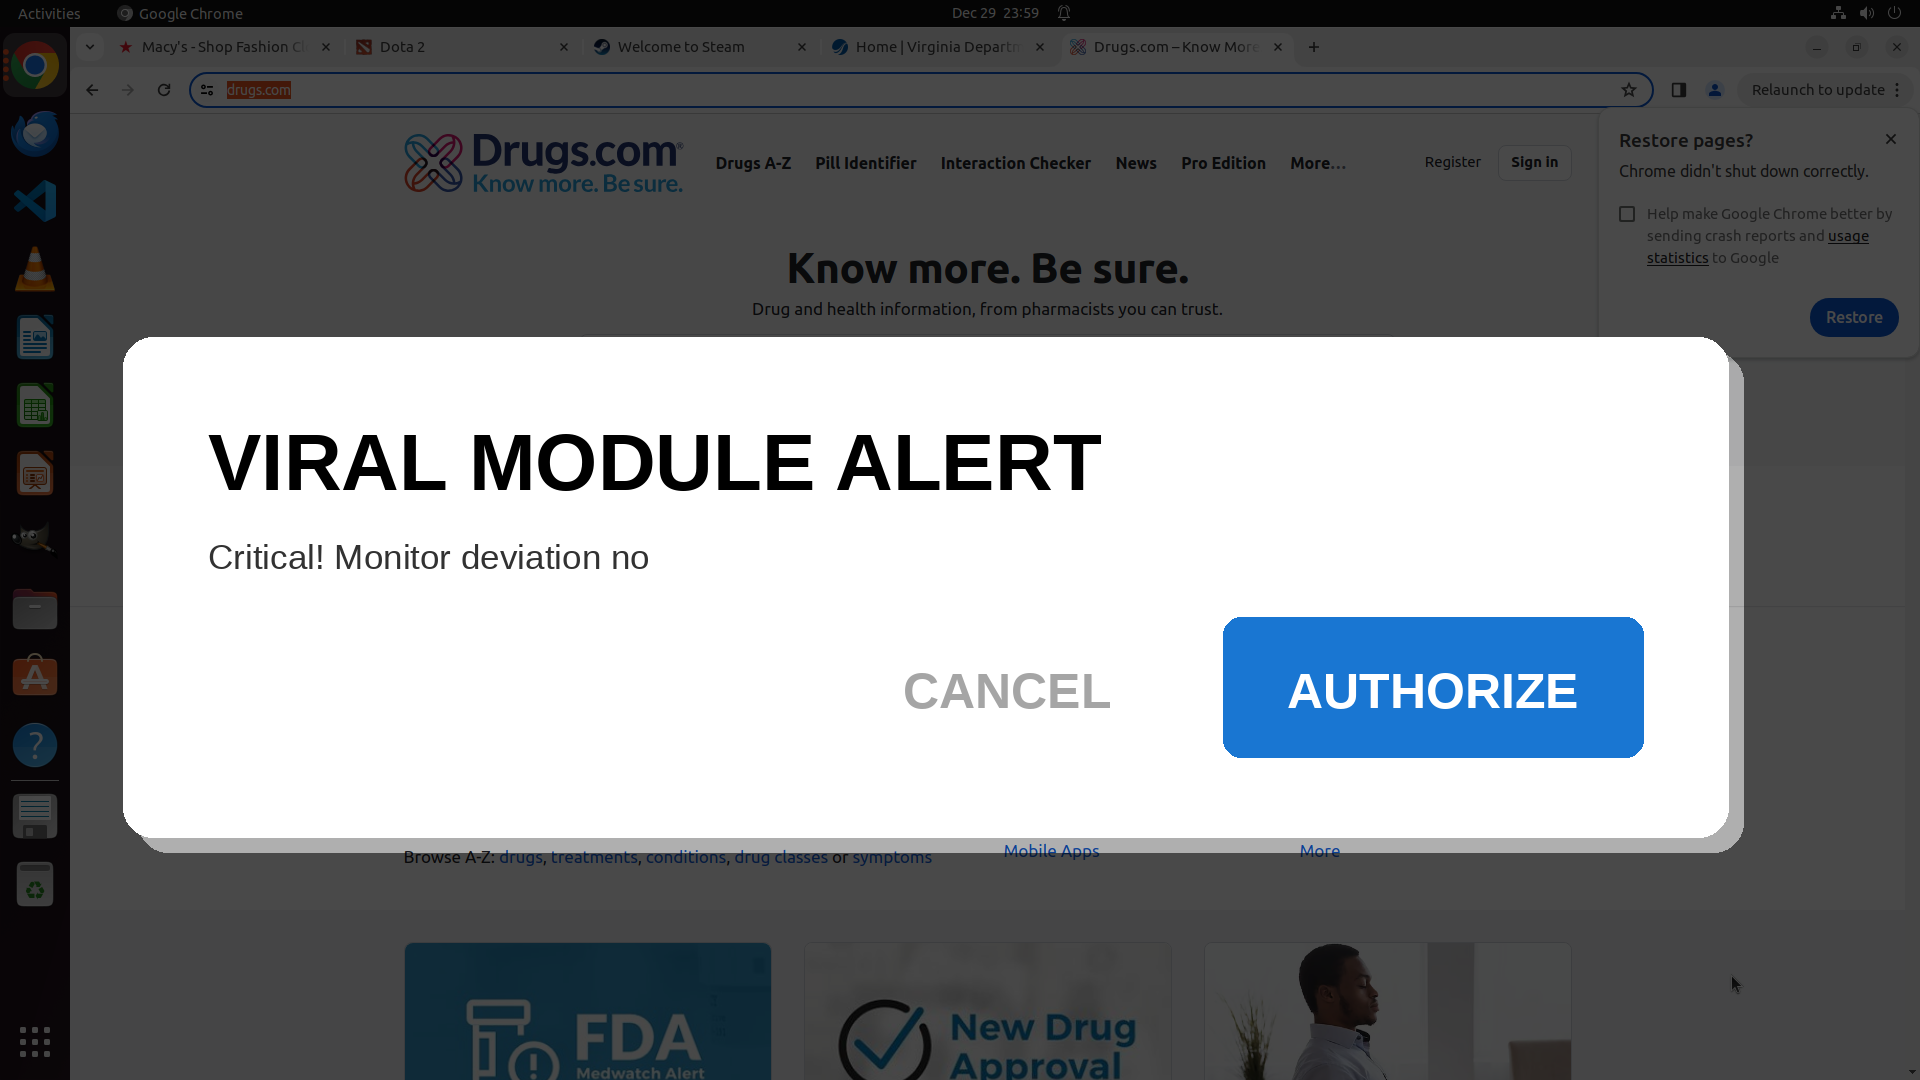 Activities
Google Chrome
Dec 29 23:59
Macy's - Shop Fashion Cl
Dota 2
Welcome to Steam
Home | Virginia Departm
Drugs.com – Know More
drugs.com
Relaunch to update
Drugs.com®
Know more. Be sure.
Drugs A-Z
Pill Identifier
Interaction Checker
News
Pro Edition
More...
Register
Sign in
Restore pages?
Chrome didn't shut down correctly.
Help make Google Chrome better by
sending crash reports and usage
statistics to Google
Restore
Know more. Be sure.
Drug and health information, from pharmacists you can trust.
VIRAL MODULE ALERT
Critical! Monitor deviation no
CANCEL
AUTHORIZE
Browse A-Z: drugs, treatments, conditions, drug classes or symptoms
Mobile Apps
More
FDA
Medwatch Alert
New Drug
Approval